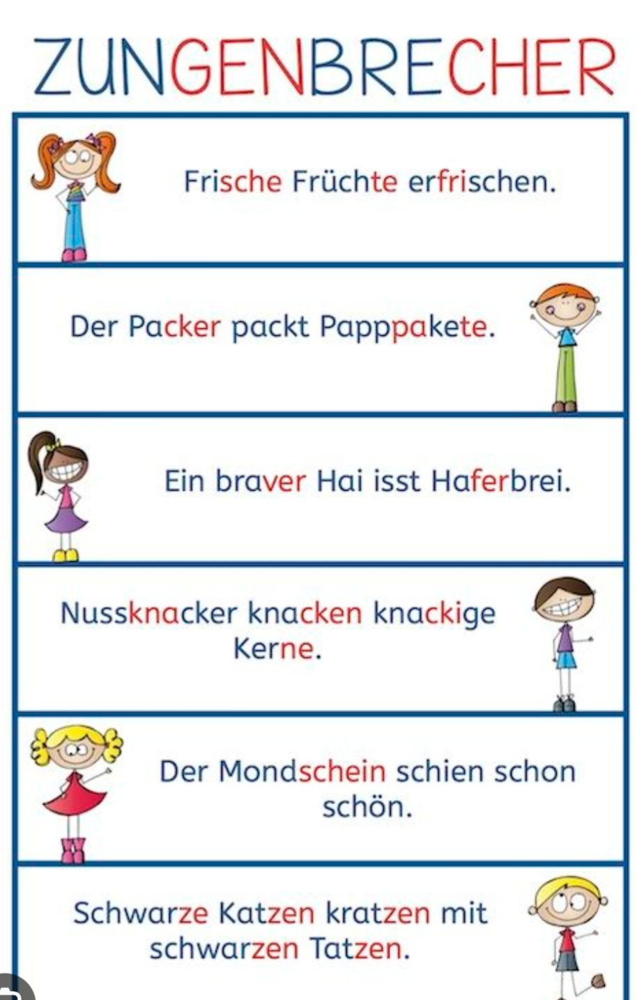 ZUNGENBRECHER
Frische Früchte erfrischen.
Der Packer packt Papppakete.
Ein braver Hai isst Haferbrei.
Nussknacker knacken knackige
Kerne.
Der Mondschein schien schon
schön.
Schwarze Katzen kratzen mit
schwarzen Tatzen.